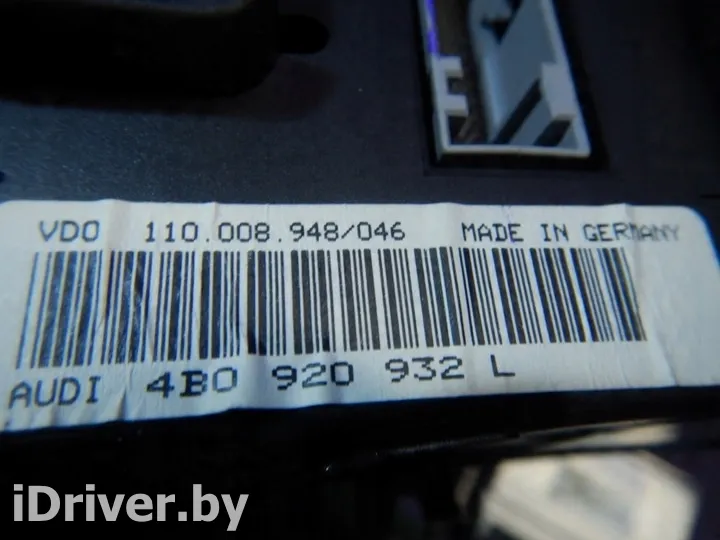 VDO 110.008.948/046 MADE IN GERMANY
AUDI 4B0 920 932 L
iDriver.by